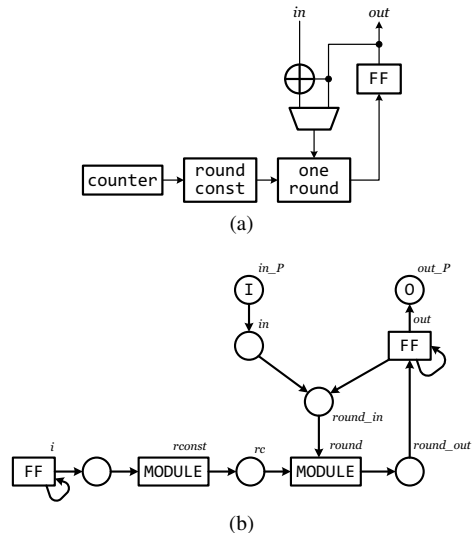 in out
FF
counter
round
const
one
round
(a)
in_P out_P
I O
in out
FF
round_in
i rconst rc round round_out
FF MODULE MODULE
(b)